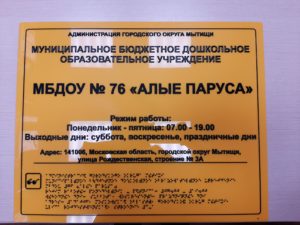 АДМИНИСТРАЦИЯ ГОРОДСКОГО ОКРУГА МЫТИЩИ
МУНИЦИПАЛЬНОЕ БЮДЖЕТНОЕ ДОШКОЛЬНОЕ
ОБРАЗОВАТЕЛЬНОЕ УЧРЕЖДЕНИЕ
МБДОУ № 76 «АЛЫЕ ПАРУСА»
Режим работы:
Понедельник - пятница: 07.00 - 19.00
Выходные дни: суббота, воскресенье, праздничные дни
Адрес: 141006, Московская область, городской округ Мытищи,
улица Рождественская, строение № 3А